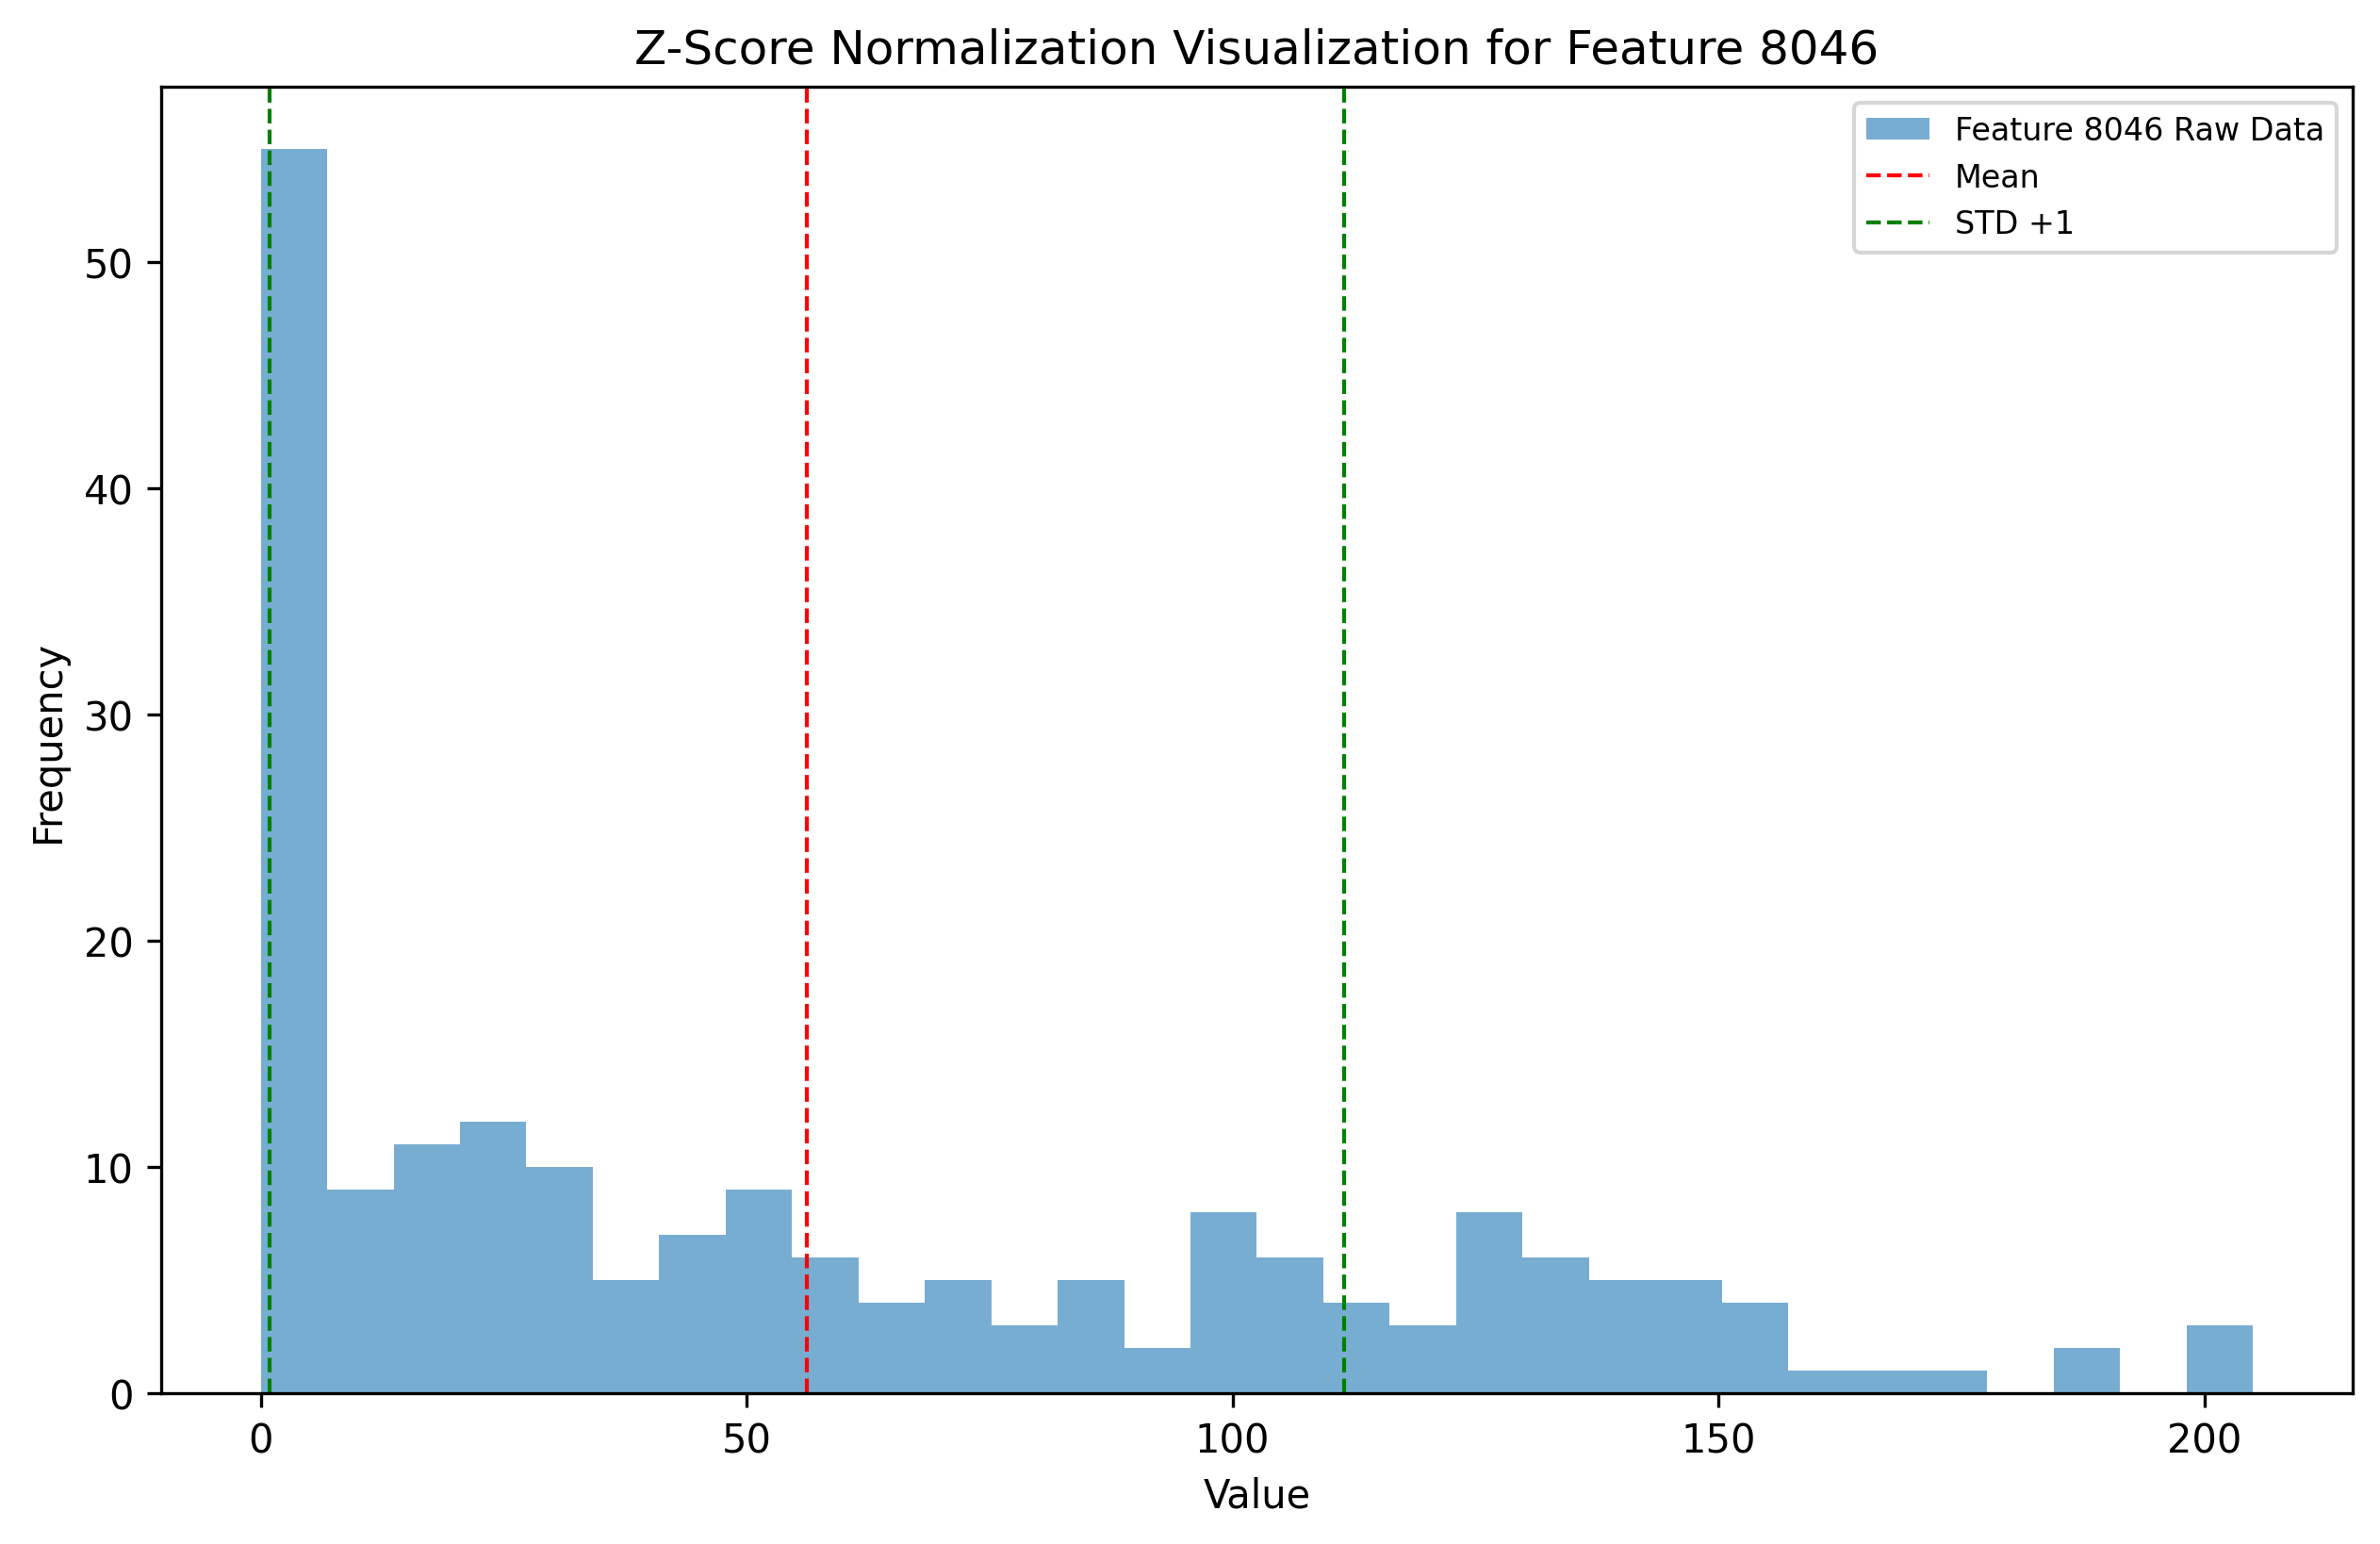 Z-Score Normalization Visualization for Feature 8046
Feature 8046 Raw Data
Mean
STD +1
Frequency
50
40
30
20
10
0
0 50 100 150 200
Value